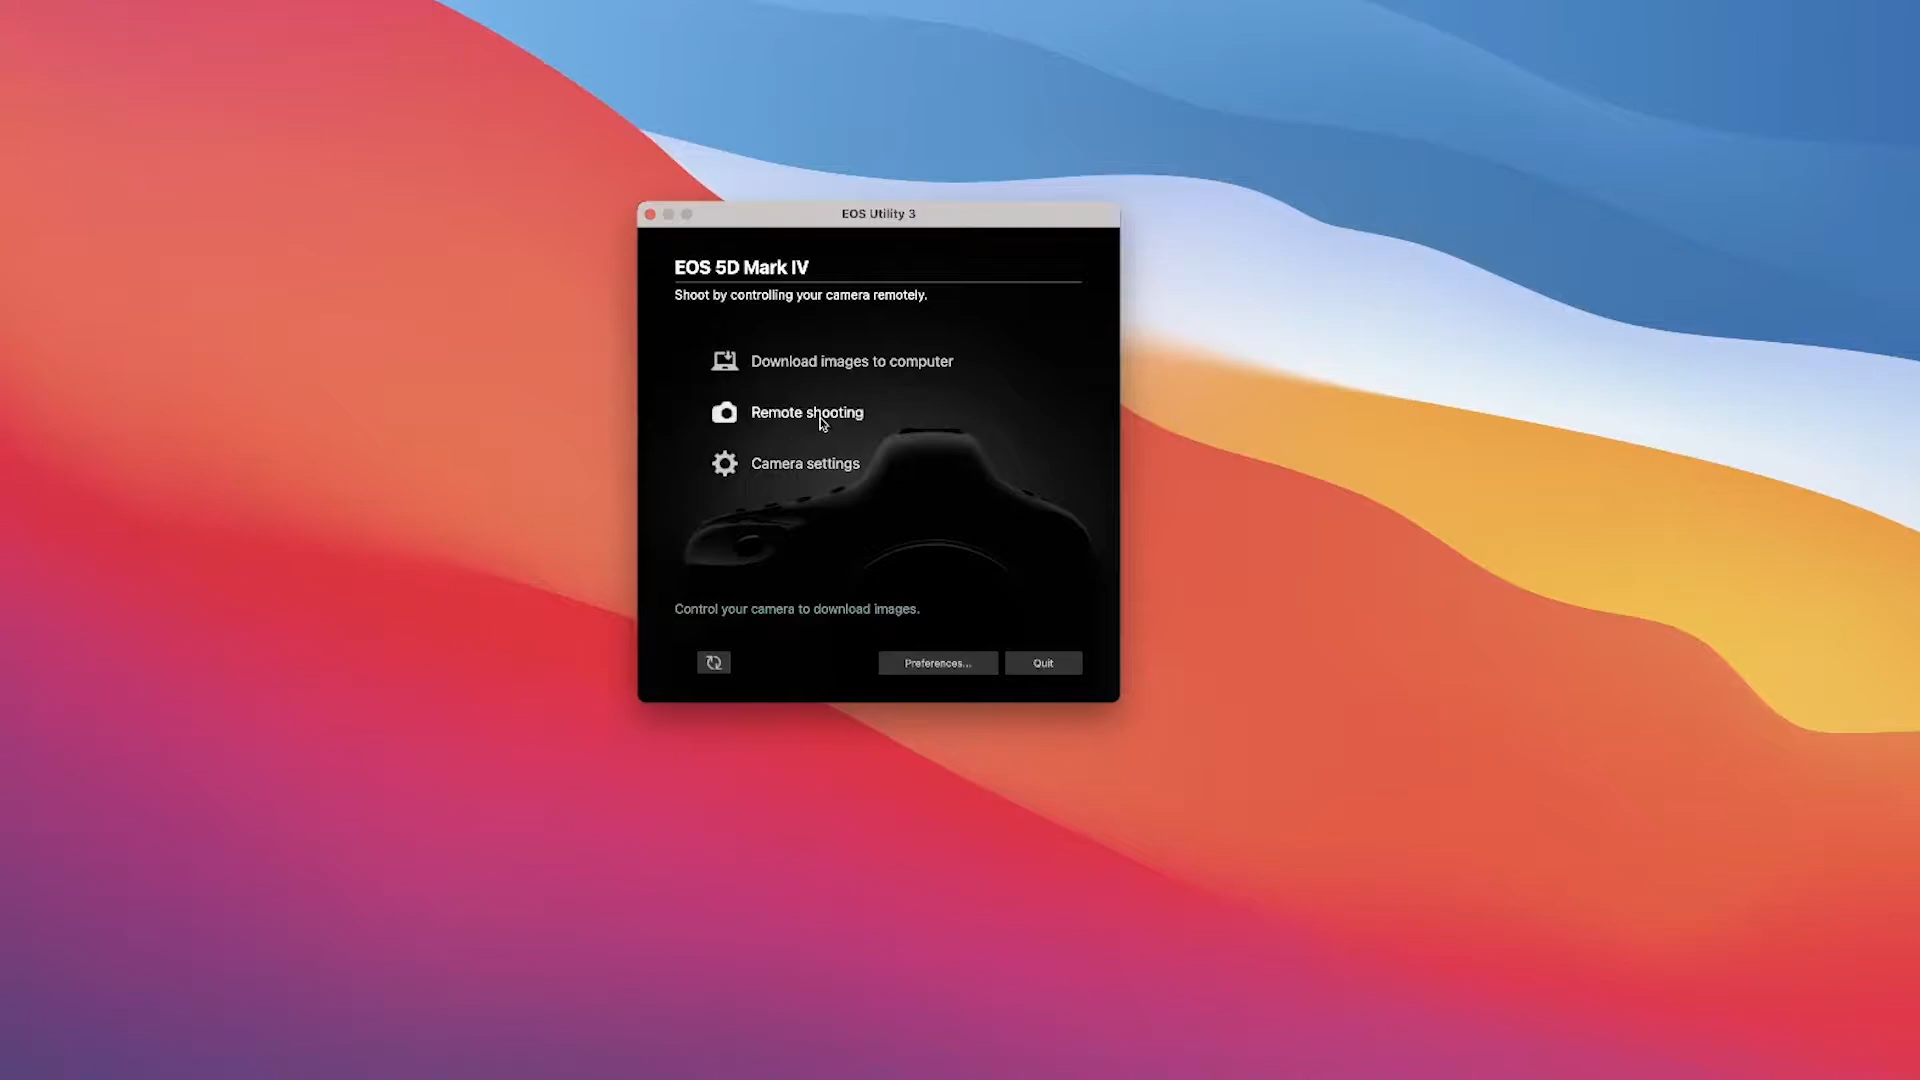 EOS Utility 3
EOS 5D Mark IV
Shoot by controlling your camera remotely.
Download images to computer
Remote shooting
Camera settings
Control your camera to download images.
Preferences...
Quit